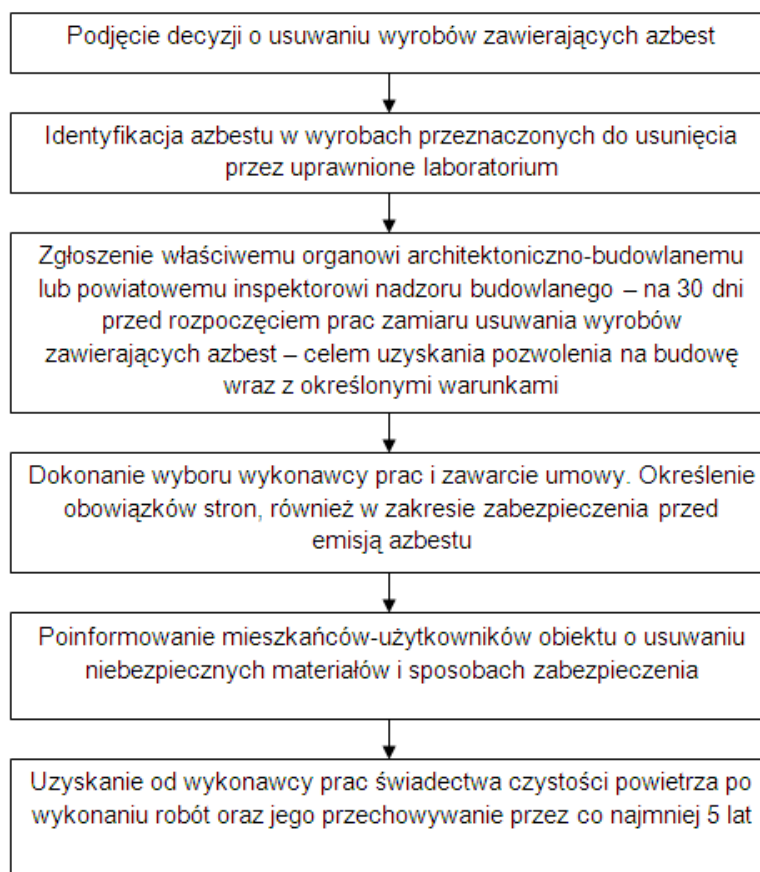 Podjęcie decyzji o usuwaniu wyrobów zawierających azbest
Identyfikacja azbestu w wyrobach przeznaczonych do usunięcia
przez uprawnione laboratorium
Zgłoszenie właściwemu organowi architektoniczno-budowlanemu
lub powiatowemu inspektorowi nadzoru budowlanego – na 30 dni
przed rozpoczęciem prac zamiaru usuwania wyrobów
zawierających azbest – celem uzyskania pozwolenia na budowę
wraz z określonymi warunkami
Dokonanie wyboru wykonawcy prac i zawarcie umowy. Określenie
obowiązków stron, również w zakresie zabezpieczenia przed
emisją azbestu
Poinformowanie mieszkańców-użytkowników obiektu o usuwaniu
niebezpiecznych materiałów i sposobach zabezpieczenia
Uzyskanie od wykonawcy prac świadectwa czystości powietrza po
wykonaniu robót oraz jego przechowywanie przez co najmniej 5 lat